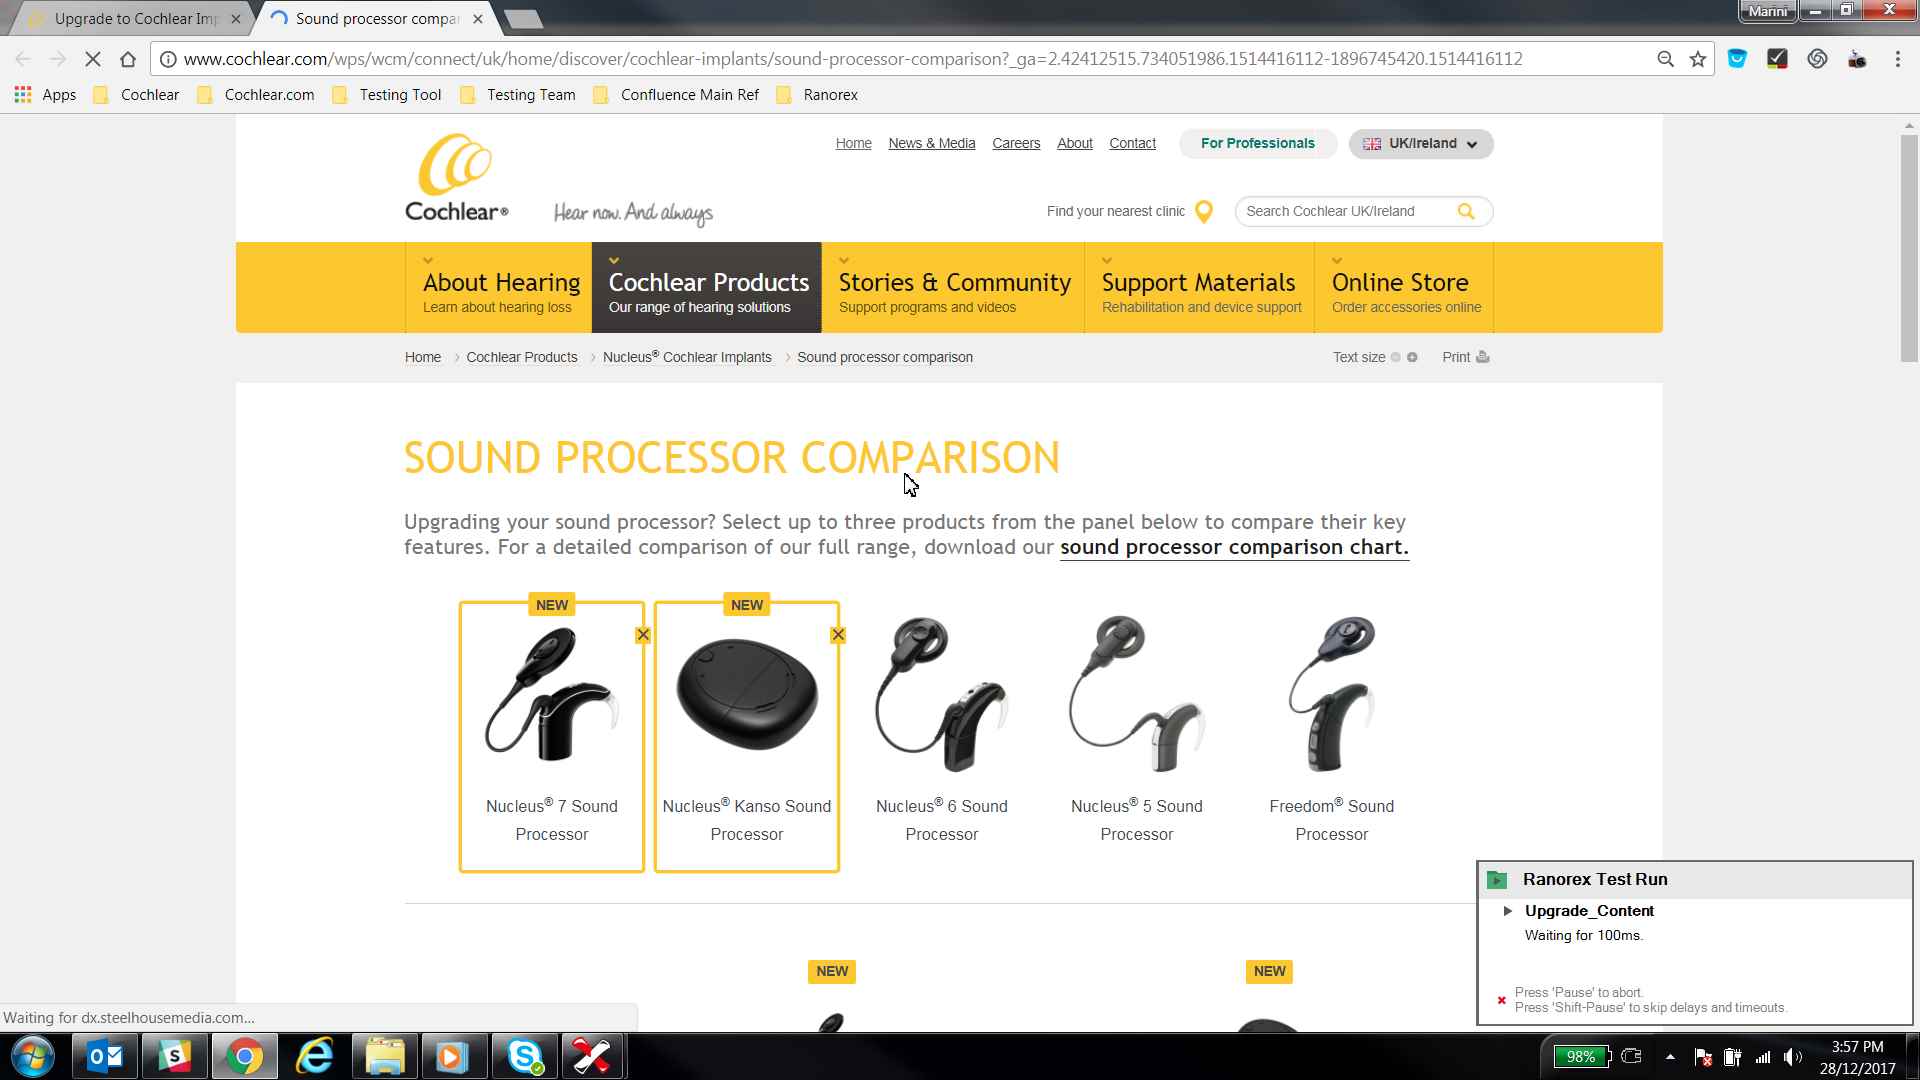 Upgrade to Cochlear Imp
Sound processor compar
Marini
www.cochlear.com/wps/wcm/connect/uk/home/discover/cochlear-implants/sound-processor-comparison?_ga=2.42412515.734051986.1514416112-1896745420.1514416112
Apps
Cochlear
Cochlear.com
Testing Tool
Testing Team
Confluence Main Ref
Ranorex
Home
News & Media
Careers
About
Contact
For Professionals
UK/Ireland
Cochlear®
Hear now. And always
Find your nearest clinic
Search Cochlear UK/Ireland
About Hearing
Learn about hearing loss
Cochlear Products
Our range of hearing solutions
Stories & Community
Support programs and videos
Support Materials
Rehabilitation and device support
Online Store
Order accessories online
Home
Cochlear Products
Nucleus® Cochlear Implants
Sound processor comparison
Text size
Print
SOUND PROCESSOR COMPARISON
Upgrading your sound processor? Select up to three products from the panel below to compare their key
features. For a detailed comparison of our full range, download our sound processor comparison chart.
NEW
NEW
Nucleus® 7 Sound
Processor
Nucleus® Kanso Sound
Processor
Nucleus® 6 Sound
Processor
Nucleus® 5 Sound
Processor
Freedom® Sound
Processor
NEW
NEW
Ranorex Test Run
Upgrade_Content
Waiting for 100ms.
Press 'Pause' to abort.
Press 'Shift-Pause' to skip delays and timeouts.
Waiting for dx.steelhousemedia.com...
98%
3:57 PM
28/12/2017